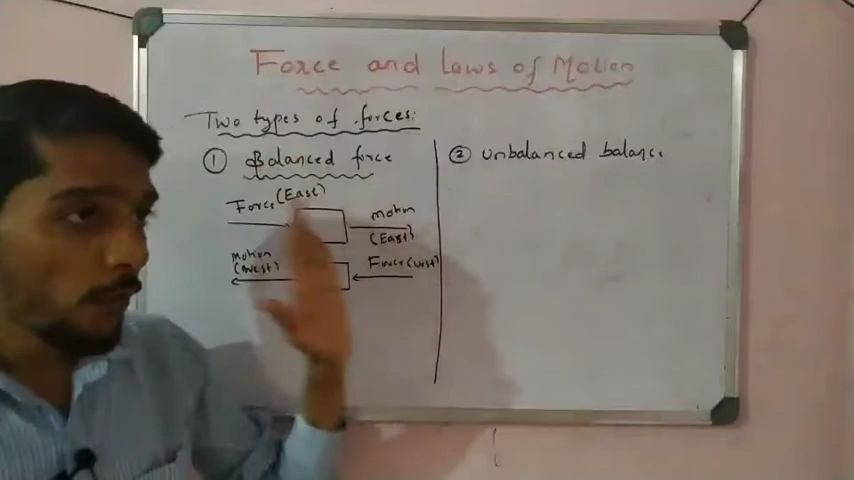 Force and Laws of Motion
Two types of forces:
① Balanced force
Force (East)
Motion
(East)
Motion
(West)
Force (West)
② unbalanced balanc